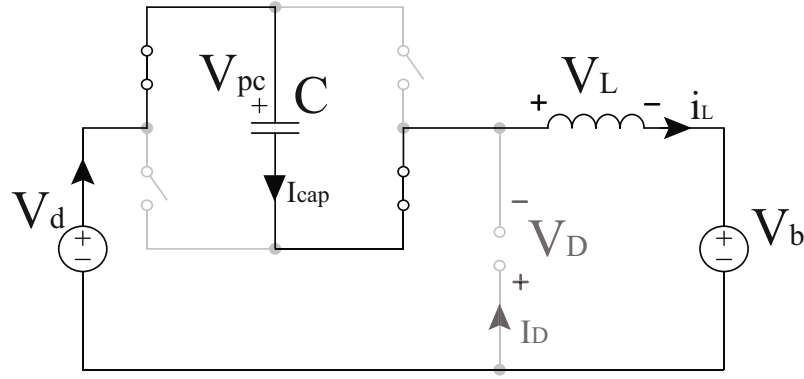 V_pc
+
C
V_L
+ −
i_L
I_cap
V_d
+
−
−
V_D
+
I_D
V_b
+
−